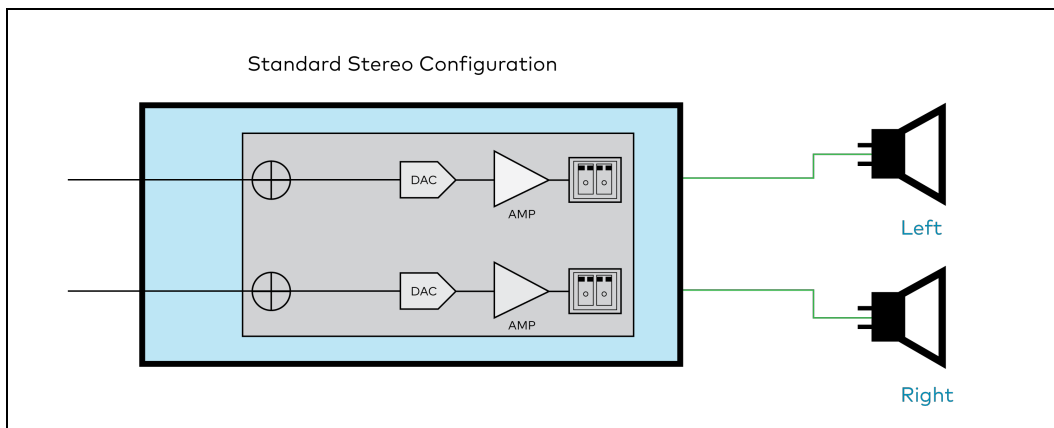 Standard Stereo Configuration
DAC
AMP
Left
DAC
AMP
Right